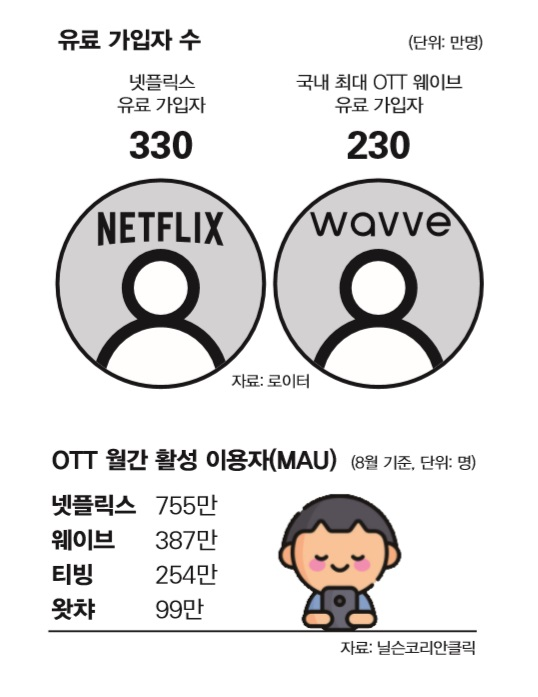 유료 가입자 수 (단위: 만명)
넷플릭스
유료 가입자
330
국내 최대 OTT 웨이브
유료 가입자
230
NETFLIX
wavve
자료: 로이터
OTT 월간 활성 이용자(MAU) (8월 기준, 단위: 명)
넷플릭스 755만
웨이브 387만
티빙 254만
왓챠 99만
자료: 닐슨코리안클릭